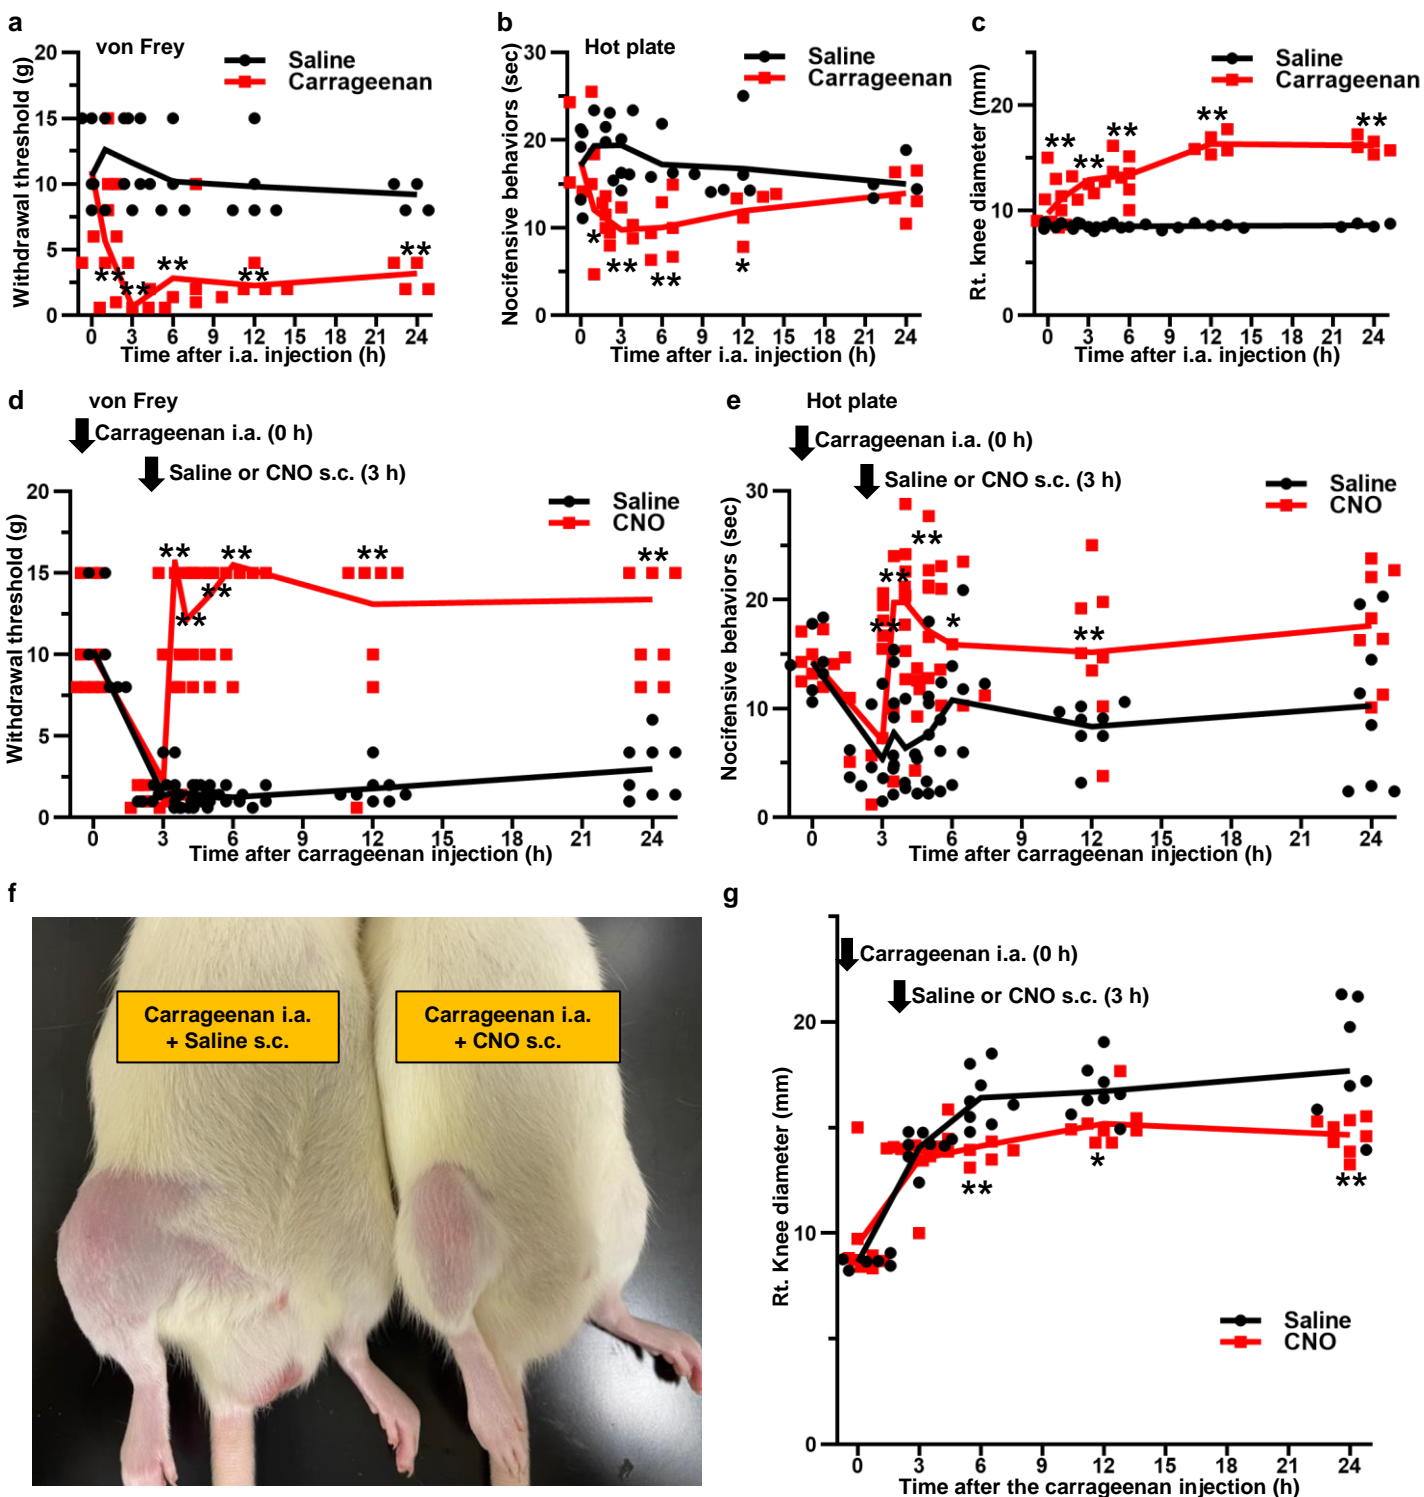 a
von Frey
Saline
Carrageenan
**
**
**
**
**
Withdrawal threshold (g)
20
15
10
5
0
0 3 6 9 12 15 18 21 24
Time after i.a. injection (h)
b
Hot plate
Saline
Carrageenan
*
**
**
*
Nocifensive behaviors (sec)
30
20
10
0
0 3 6 9 12 15 18 21 24
Time after i.a. injection (h)
c
Saline
Carrageenan
**
**
**
**
**
Rt. knee diameter (mm)
20
10
0
0 3 6 9 12 15 18 21 24
Time after i.a. injection (h)
d
von Frey
Carrageenan i.a. (0 h)
Saline or CNO s.c. (3 h)
Saline
CNO
**
**
**
**
**
**
Withdrawal threshold (g)
20
15
10
5
0
0 3 6 9 12 15 18 21 24
Time after carrageenan injection (h)
e
Hot plate
Carrageenan i.a. (0 h)
Saline or CNO s.c. (3 h)
Saline
CNO
**
**
**
*
**
Nocifensive behaviors (sec)
30
20
10
0
0 3 6 9 12 15 18 21 24
Time after carrageenan injection (h)
f
Carrageenan i.a.
+ Saline s.c.
Carrageenan i.a.
+ CNO s.c.
g
Carrageenan i.a. (0 h)
Saline or CNO s.c. (3 h)
**
*
**
Saline
CNO
Rt. Knee diameter (mm)
20
10
0
0 3 6 9 12 15 18 21 24
Time after the carrageenan injection (h)